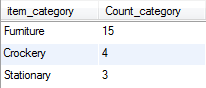 item_category Count_category
Furniture 15
Crockery 4
Stationary 3